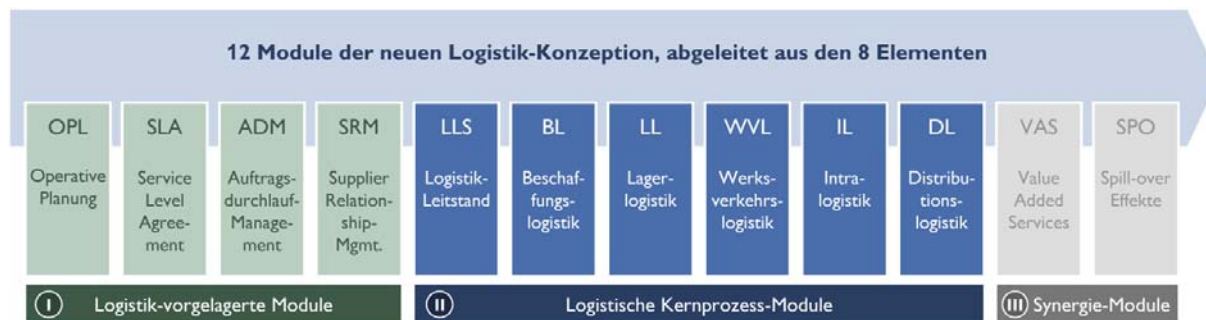 12 Module der neuen Logistik-Konzeption, abgeleitet aus den 8 Elementen
OPL
Operative
Planung
SLA
Service
Level
Agree-
ment
ADM
Auftrags-
durchlauf-
Manage-
ment
SRM
Supplier
Relation-
ship-
Mgmt.
LLS
Logistik-
Leitstand
BL
Beschaf-
fungs-
logistik
LL
Lager-
logistik
WVL
Werks-
verkehrs-
logistik
IL
Intra-
logistik
DL
Distribu-
tions-
logistik
VAS
Value
Added
Services
SPO
Spill-over
Effekte
I Logistik-vorgelagerte Module
II Logistische Kernprozess-Module
III Synergie-Module